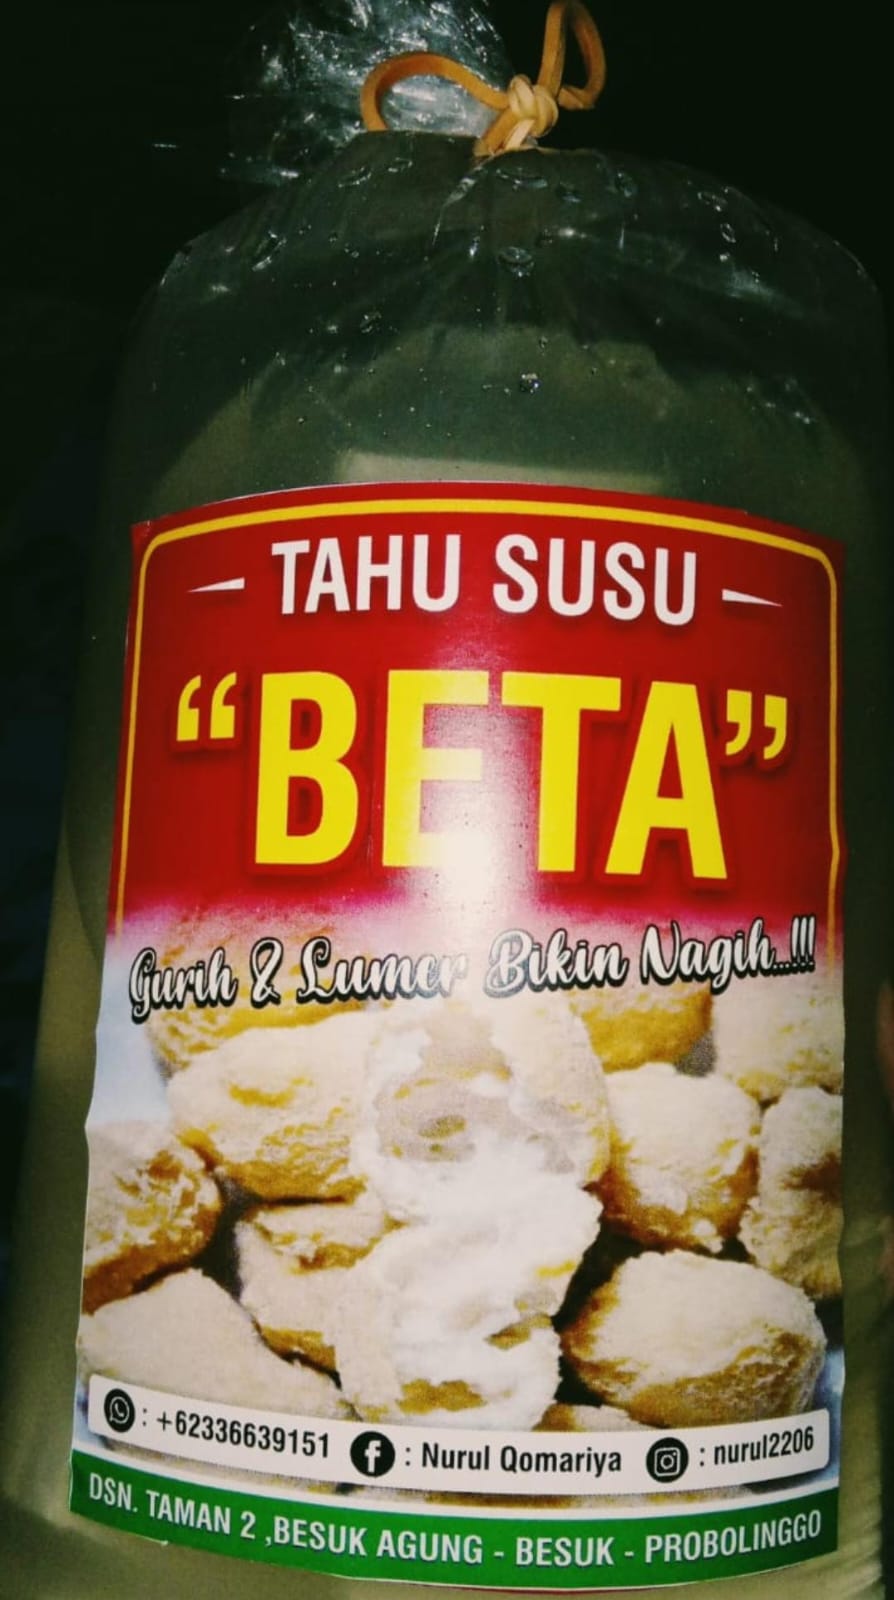 TAHU SUSU
“BETA”
Gurih & Lumer Bikin Nagih...!!!
: +62336639151 : Nurul Qomariya : nurul2206
DSN. TAMAN 2 ,BESUK AGUNG - BESUK - PROBOLINGGO